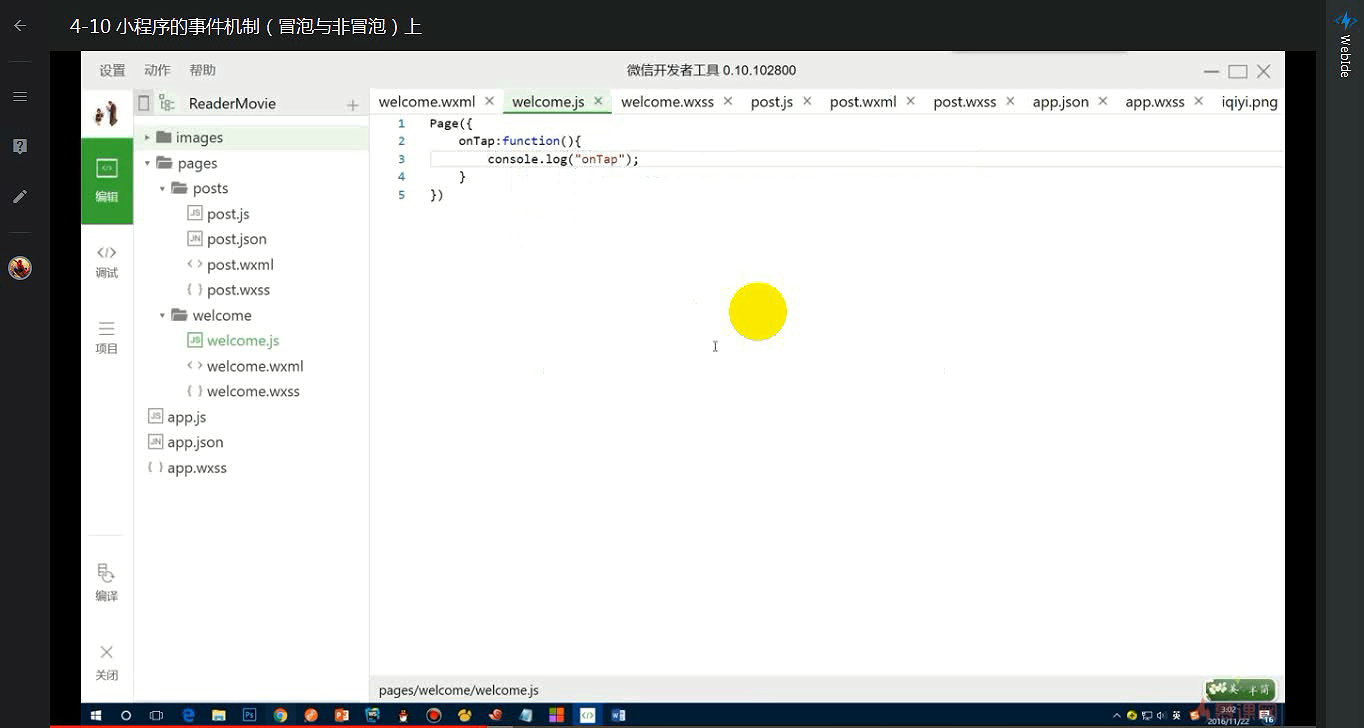 4-10 小程序的事件机制（冒泡与非冒泡）上
WebIde
设置 动作 帮助
微信开发者工具 0.10.102800
ReaderMovie
welcome.wxml welcome.js welcome.wxss post.js post.wxml post.wxss app.json app.wxss iqiyi.png
images
pages
posts
post.js
post.json
post.wxml
post.wxss
welcome
welcome.js
welcome.wxml
welcome.wxss
app.js
app.json
app.wxss
编辑
调试
项目
编译
关闭
1 Page({
2 onTap:function(){
3 console.log("onTap");
4 }
5 })
pages/welcome/welcome.js
英 半 简
英
3:02
2016/11/22
16